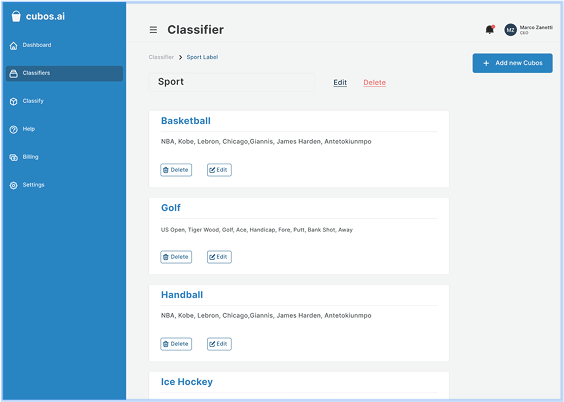 cubos.ai
Dashboard
Classifiers
Classify
Help
Billing
Settings
Classifier
MZ
Marco Zanotti
CEO
Classifier > Sport Label
+ Add new Cubos
Sport
Edit
Delete
Basketball
NBA, Kobe, Lebron, Chicago,Giannis, James Harden, Antetokiunmpo
Delete
Edit
Golf
US Open, Tiger Wood, Golf, Ace, Handicap, Fore, Putt, Bank Shot, Away
Delete
Edit
Handball
NBA, Kobe, Lebron, Chicago,Giannis, James Harden, Antetokiunmpo
Delete
Edit
Ice Hockey